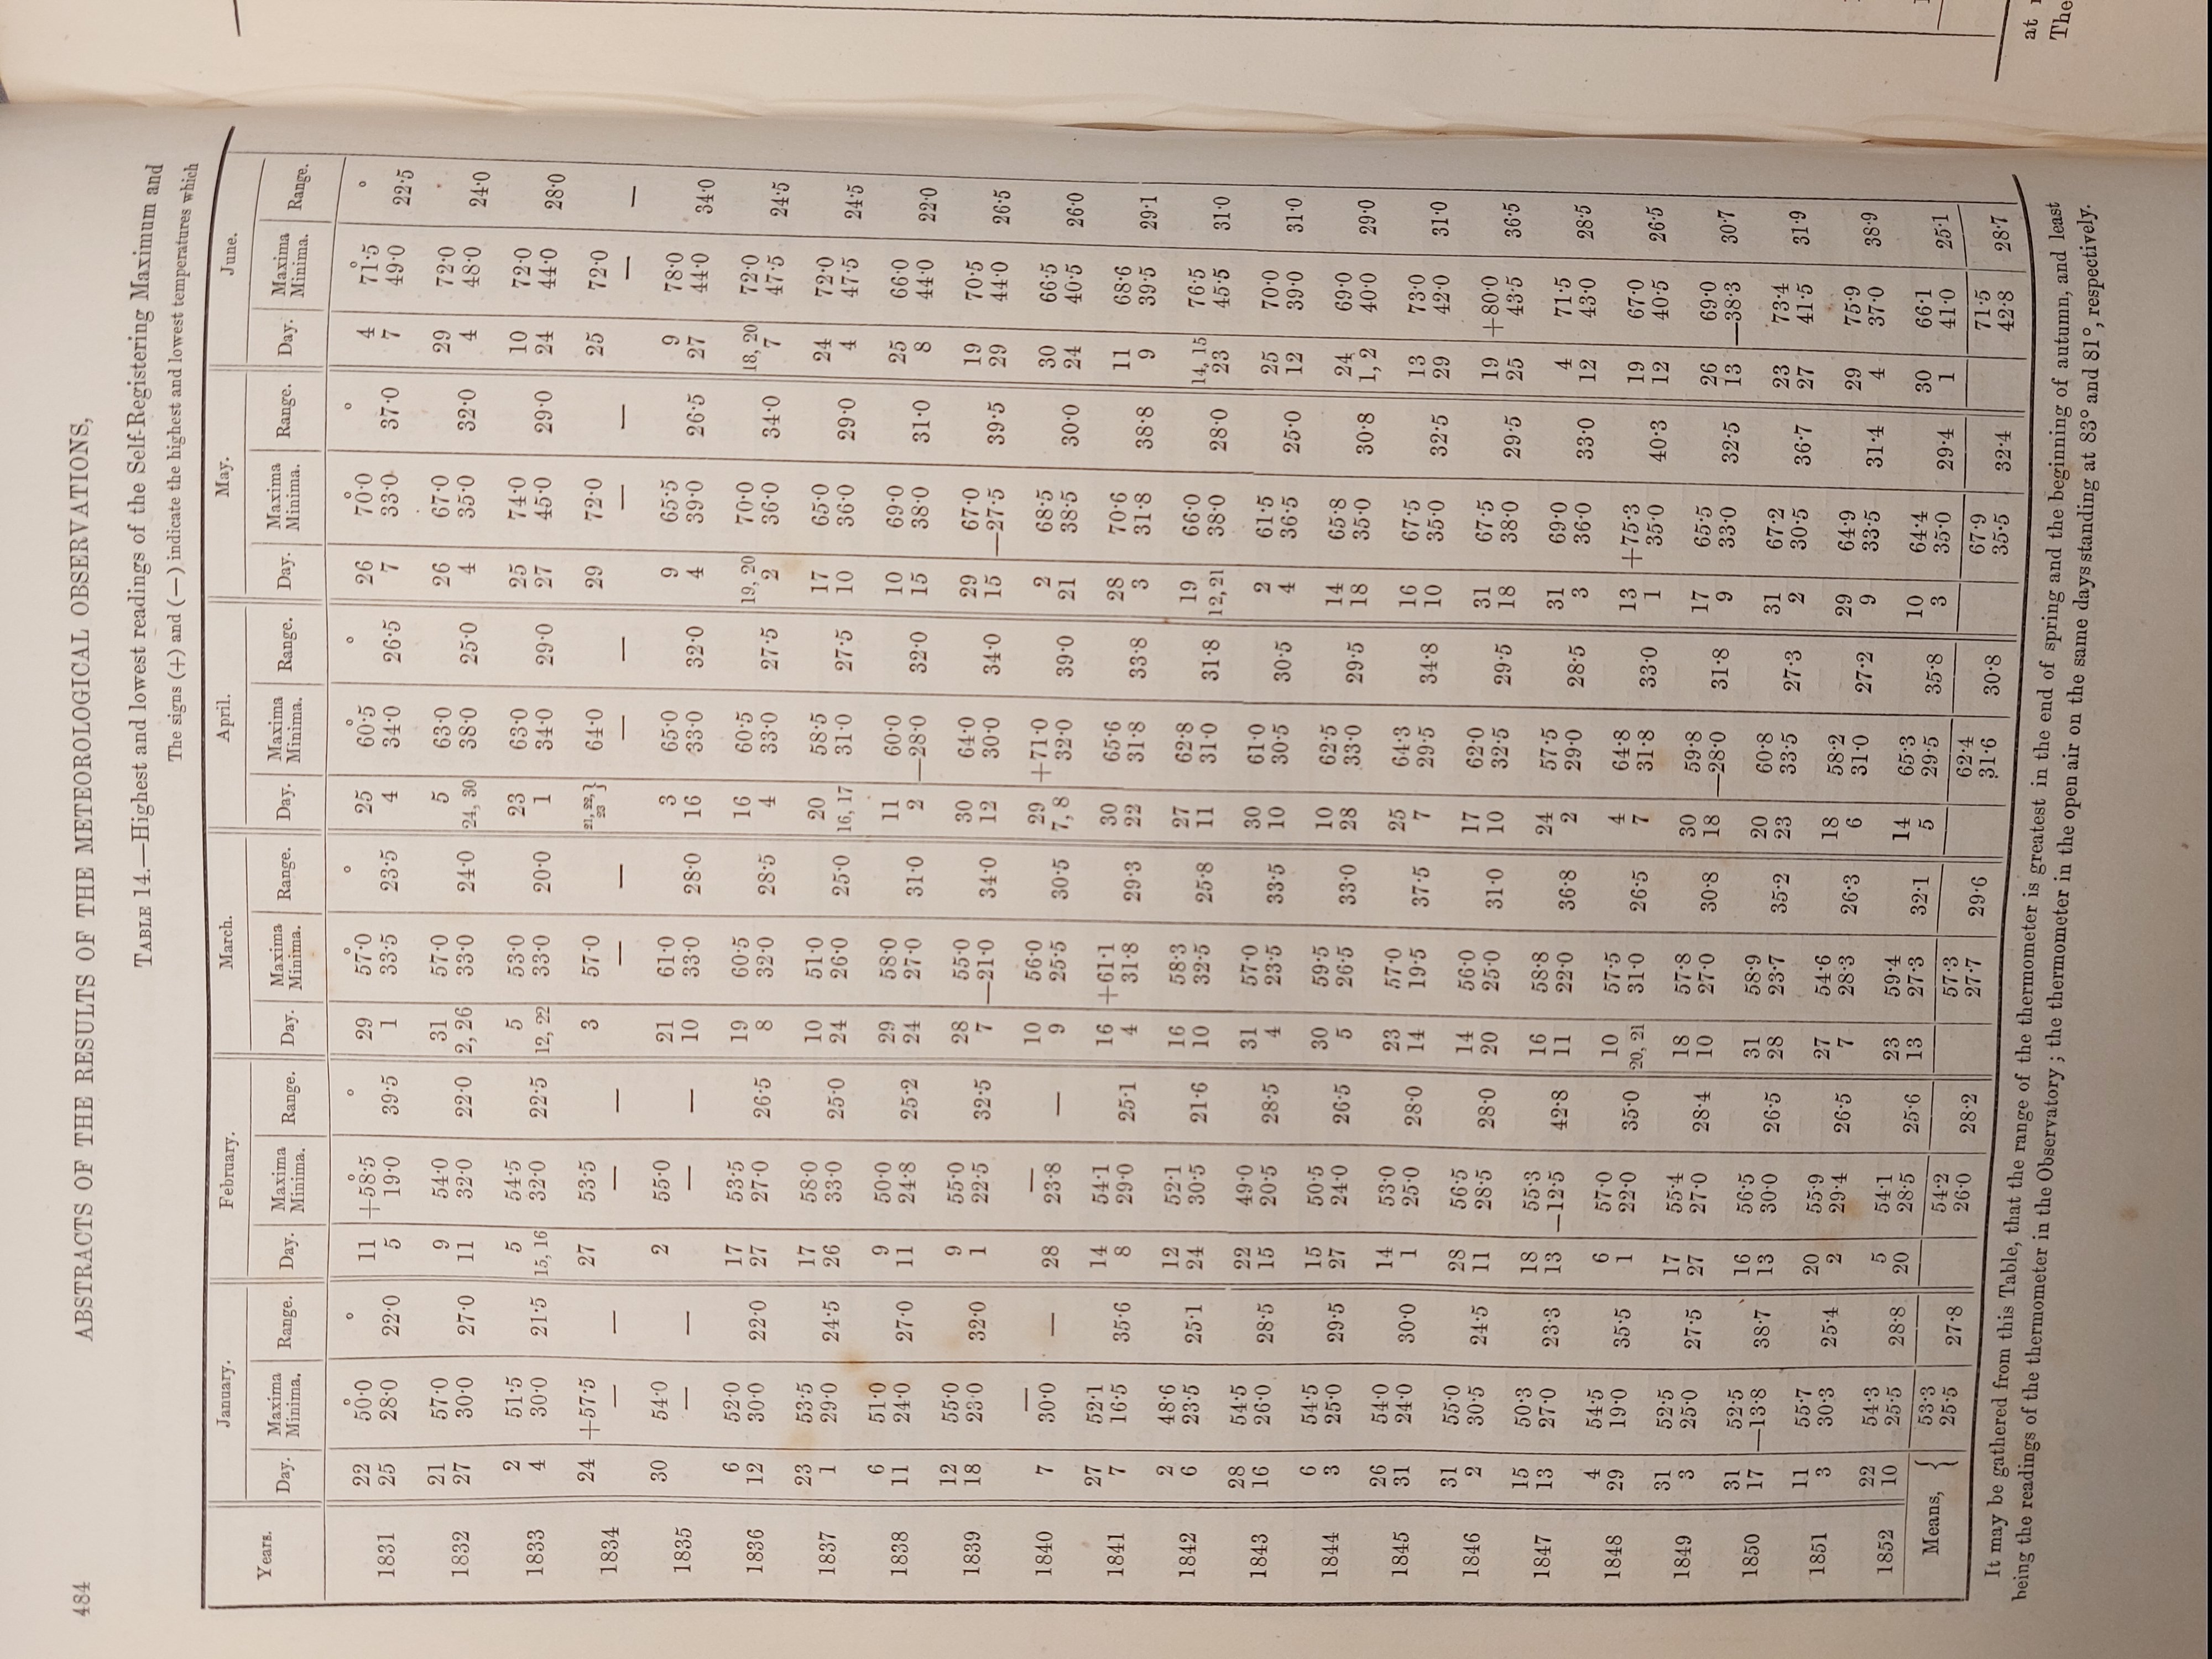 484 ABSTRACTS OF THE RESULTS OF THE METEOROLOGICAL OBSERVATIONS,
TABLE 14.—Highest and lowest readings of the Self-Registering Maximum and
The signs (+) and (—) indicate the highest and lowest temperatures which
January. February. March. April. May. June.
Years. Day. Maxima Minima. Range. Day. Maxima Minima. Range. Day. Maxima Minima. Range. Day. Maxima Minima. Range. Day. Maxima Minima. Range. Day. Maxima Minima. Range.
° ° ° ° ° ° ° ° ° ° ° °
22 50·0 11 +58·5 29 57·0 25 60·5 26 70·0 4 71·5
1831 25 28·0 22·0 5 19·0 39·5 1 33·5 23·5 4 34·0 26·5 7 33·0 37·0 7 49·0 22·5
21 57·0 9 54·0 31 57·0 5 63·0 26 67·0 29 72·0
1832 27 30·0 27·0 11 32·0 22·0 2, 26 33·0 24·0 24, 30 38·0 25·0 4 35·0 32·0 4 48·0 24·0
2 51·5 5 54·5 5 53·0 23 63·0 25 74·0 10 72·0
1833 4 30·0 21·5 15, 16 32·0 22·5 12, 22 33·0 20·0 1 34·0 29·0 27 45·0 29·0 24 44·0 28·0
24 +57·5 27 53·5 3 57·0 21, 22, 23 } 64·0 29 72·0 25 72·0
1834 — — — — — — — — — — — —
30 54·0 2 55·0 21 61·0 3 65·0 9 65·5 9 78·0
1835 — — — — 10 33·0 28·0 16 33·0 32·0 4 39·0 26·5 27 44·0 34·0
6 52·0 17 53·5 19 60·5 16 60·5 19, 20 70·0 18, 20 72·0
1836 12 30·0 22·0 27 27·0 26·5 8 32·0 28·5 4 33·0 27·5 2 36·0 34·0 7 47·5 24·5
23 53·5 17 58·0 10 51·0 20 58·5 17 65·0 24 72·0
1837 1 29·0 24·5 26 33·0 25·0 24 26·0 25·0 16, 17 31·0 27·5 10 36·0 29·0 4 47·5 24·5
6 51·0 9 50·0 29 58·0 11 60·0 10 69·0 25 66·0
1838 11 24·0 27·0 11 24·8 25·2 24 27·0 31·0 2 —28·0 32·0 15 38·0 31·0 8 44·0 22·0
12 55·0 9 55·0 28 55·0 30 64·0 29 67·0 19 70·5
1839 18 23·0 32·0 1 22·5 32·5 7 —21·0 34·0 12 30·0 34·0 15 —27·5 39·5 29 44·0 26·5
— — 10 56·0 29 +71·0 2 68·5 30 66·5
1840 7 30·0 — 28 23·8 — 9 25·5 30·5 7, 8 32·0 39·0 21 38·5 30·0 24 40·5 26·0
27 52·1 14 54·1 16 +61·1 30 65·6 28 70·6 11 68·6
1841 7 16·5 35·6 8 29·0 25·1 4 31·8 29·3 22 31·8 33·8 3 31·8 38·8 9 39·5 29·1
2 48·6 12 52·1 16 58·3 27 62·8 19 66·0 14, 15 76·5
1842 6 23·5 25·1 24 30·5 21·6 10 32·5 25·8 11 31·0 31·8 12, 21 38·0 28·0 23 45·5 31·0
28 54·5 22 49·0 31 57·0 30 61·0 2 61·5 25 70·0
1843 16 26·0 28·5 15 20·5 28·5 4 23·5 33·5 10 30·5 30·5 4 36·5 25·0 12 39·0 31·0
6 54·5 15 50·5 30 59·5 10 62·5 14 65·8 24 69·0
1844 3 25·0 29·5 27 24·0 26·5 5 26·5 33·0 28 33·0 29·5 18 35·0 30·8 1, 2 40·0 29·0
26 54·0 14 53·0 23 57·0 25 64·3 16 67·5 13 73·0
1845 31 24·0 30·0 1 25·0 28·0 14 19·5 37·5 7 29·5 34·8 10 35·0 32·5 29 42·0 31·0
31 55·0 28 56·5 14 56·0 17 62·0 31 67·5 19 +80·0
1846 2 30·5 24·5 11 28·5 28·0 20 25·0 31·0 10 32·5 29·5 18 38·0 29·5 25 43·5 36·5
15 50·3 18 55·3 16 58·8 24 57·5 31 69·0 4 71·5
1847 13 27·0 23·3 13 —12·5 42·8 11 22·0 36·8 2 29·0 28·5 3 36·0 33·0 12 43·0 28·5
4 54·5 6 57·0 10 57·5 4 64·8 13 +75·3 19 67·0
1848 29 19·0 35·5 1 22·0 35·0 20, 21 31·0 26·5 7 31·8 33·0 1 35·0 40·3 12 40·5 26·5
31 52·5 17 55·4 18 57·8 30 59·8 17 65·5 26 69·0
1849 3 25·0 27·5 27 27·0 28·4 10 27·0 30·8 18 —28·0 31·8 9 33·0 32·5 13 —38·3 30·7
31 52·5 16 56·5 31 58·9 20 60·8 31 67·2 23 73·4
1850 17 —13·8 38·7 13 30·0 26·5 28 23·7 35·2 23 33·5 27·3 2 30·5 36·7 27 41·5 31·9
11 55·7 20 55·9 27 54·6 18 58·2 29 64·9 29 75·9
1851 3 30·3 25·4 2 29·4 26·5 7 28·3 26·3 6 31·0 27·2 9 33·5 31·4 4 37·0 38·9
22 54·3 5 54·1 23 59·4 14 65·3 10 64·4 30 66·1
1852 10 25·5 28·8 20 28·5 25·6 13 27·3 32·1 5 29·5 35·8 3 35·0 29·4 1 41·0 25·1
53·3 54·2 57·3 62·4 67·9 71·5
Means, { 25·5 27·8 26·0 28·2 27·7 29·6 31·6 30·8 35·5 32·4 42·8 28·7
It may be gathered from this Table, that the range of the thermometer is greatest in the end of spring and the beginning of autumn, and least
being the readings of the thermometer in the Observatory ; the thermometer in the open air on the same days standing at 83° and 81°, respectively.
at
The